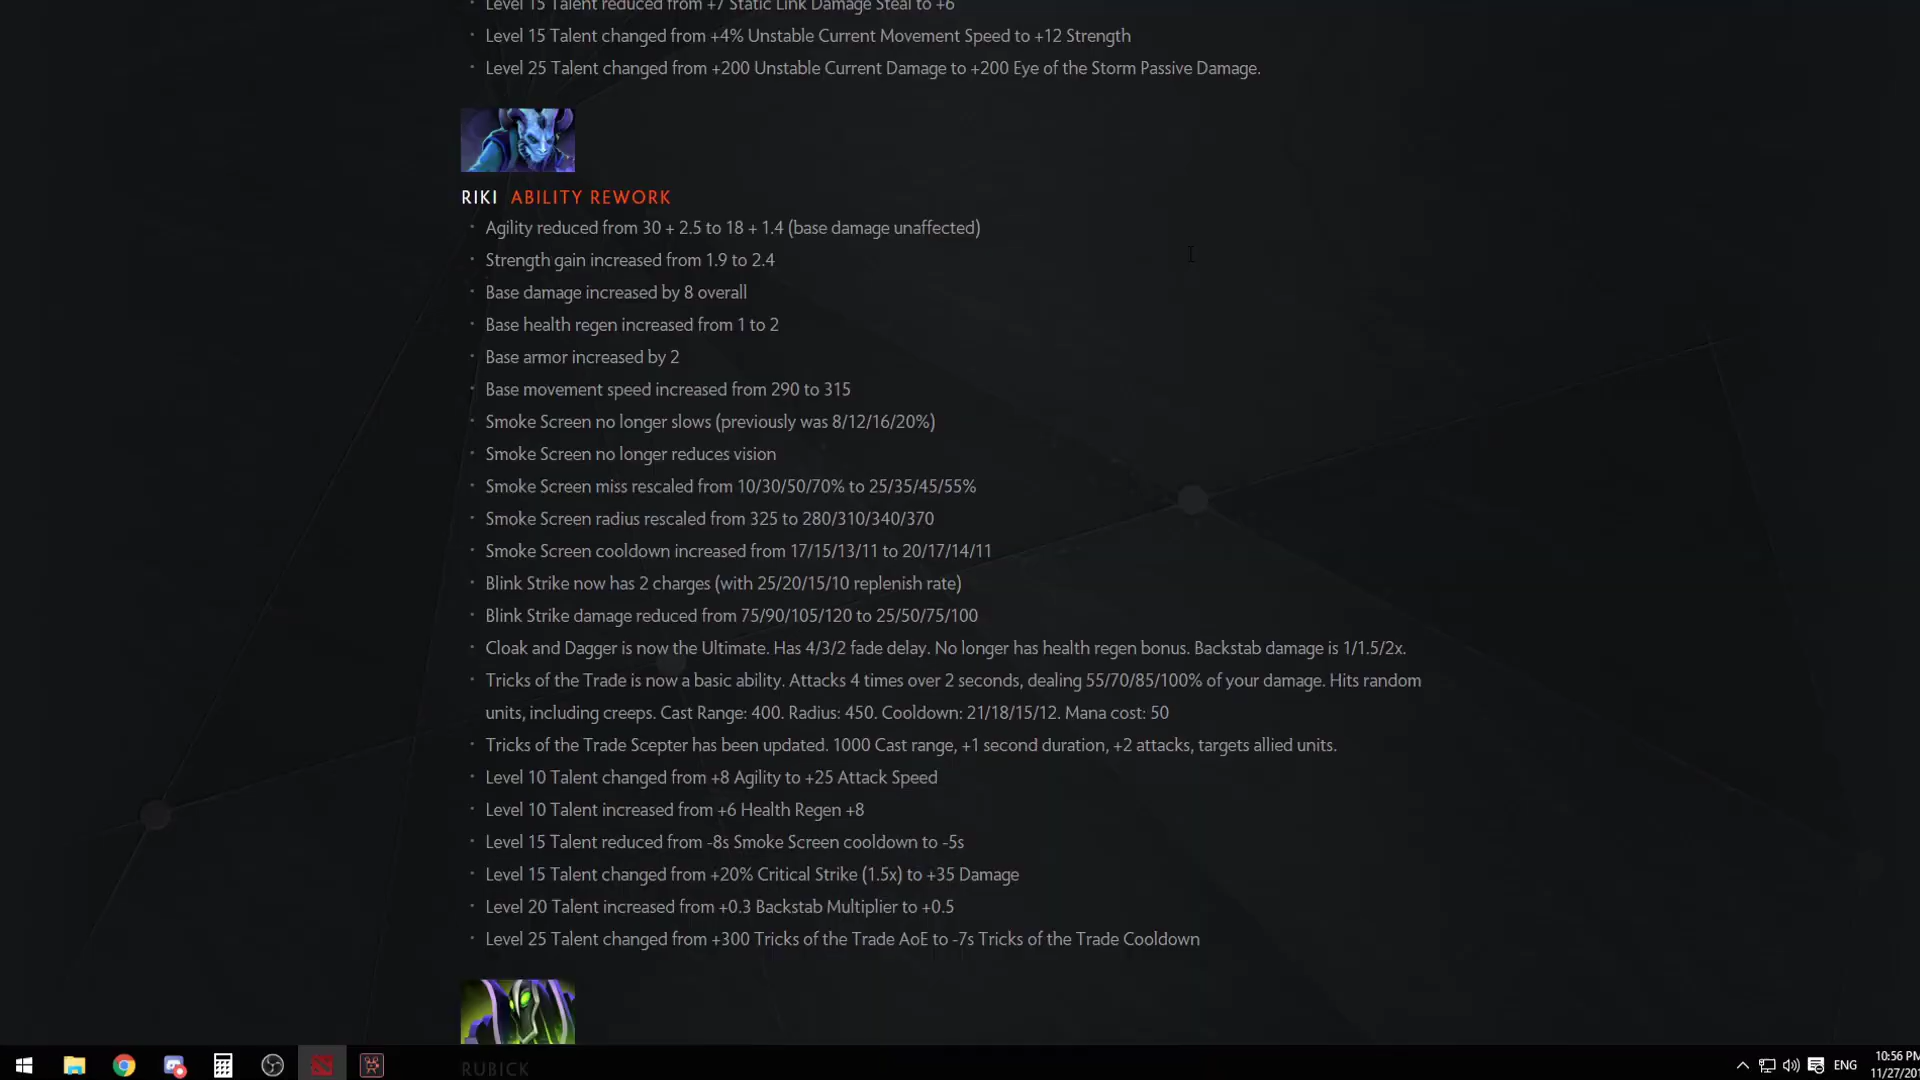 Level 15 Talent reduced from +7 Static Link Damage Steal to +6
Level 15 Talent changed from +4% Unstable Current Movement Speed to +12 Strength
Level 25 Talent changed from +200 Unstable Current Damage to +200 Eye of the Storm Passive Damage.
RIKI ABILITY REWORK
Agility reduced from 30 + 2.5 to 18 + 1.4 (base damage unaffected)
Strength gain increased from 1.9 to 2.4
Base damage increased by 8 overall
Base health regen increased from 1 to 2
Base armor increased by 2
Base movement speed increased from 290 to 315
Smoke Screen no longer slows (previously was 8/12/16/20%)
Smoke Screen no longer reduces vision
Smoke Screen miss rescaled from 10/30/50/70% to 25/35/45/55%
Smoke Screen radius rescaled from 325 to 280/310/340/370
Smoke Screen cooldown increased from 17/15/13/11 to 20/17/14/11
Blink Strike now has 2 charges (with 25/20/15/10 replenish rate)
Blink Strike damage reduced from 75/90/105/120 to 25/50/75/100
Cloak and Dagger is now the Ultimate. Has 4/3/2 fade delay. No longer has health regen bonus. Backstab damage is 1/1.5/2x.
Tricks of the Trade is now a basic ability. Attacks 4 times over 2 seconds, dealing 55/70/85/100% of your damage. Hits random
units, including creeps. Cast Range: 400. Radius: 450. Cooldown: 21/18/15/12. Mana cost: 50
Tricks of the Trade Scepter has been updated. 1000 Cast range, +1 second duration, +2 attacks, targets allied units.
Level 10 Talent changed from +8 Agility to +25 Attack Speed
Level 10 Talent increased from +6 Health Regen +8
Level 15 Talent reduced from -8s Smoke Screen cooldown to -5s
Level 15 Talent changed from +20% Critical Strike (1.5x) to +35 Damage
Level 20 Talent increased from +0.3 Backstab Multiplier to +0.5
Level 25 Talent changed from +300 Tricks of the Trade AoE to -7s Tricks of the Trade Cooldown
RUBICK
ENG
10:56 PM
11/27/201